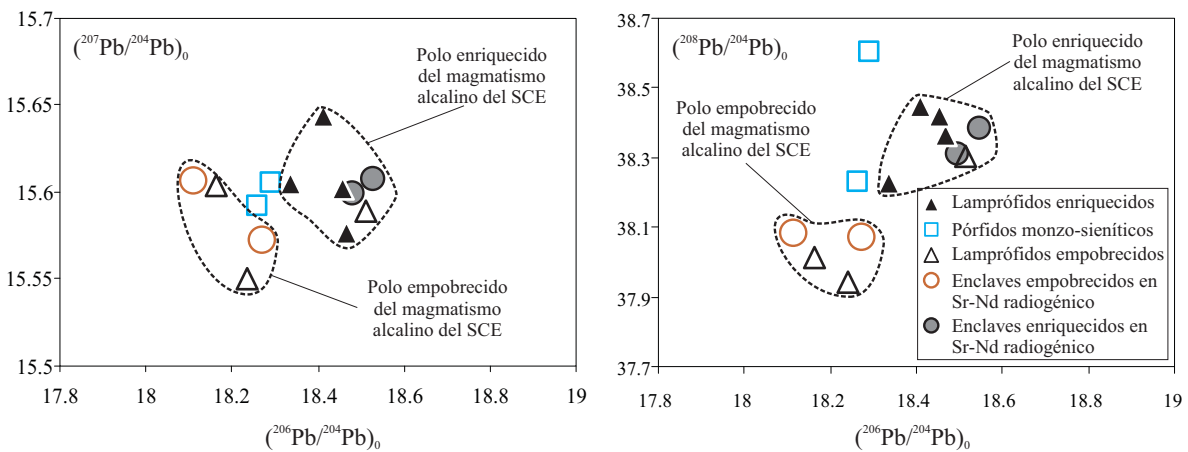 15.7
15.65
15.6
15.55
15.5
(²⁰⁷Pb/²⁰⁴Pb)₀
Polo enriquecido
del magmatismo
alcalino del SCE
Polo empobrecido
del magmatismo
alcalino del SCE
17.8
18
18.2
18.4
18.6
18.8
19
(²⁰⁶Pb/²⁰⁴Pb)₀
38.7
38.5
38.3
38.1
37.9
37.7
(²⁰⁸Pb/²⁰⁴Pb)₀
Polo enriquecido
del magmatismo
alcalino del SCE
Polo empobrecido
del magmatismo
alcalino del SCE
Lamprófidos enriquecidos
Pórfidos monzo-sieníticos
Lamprófidos empobrecidos
Enclaves empobrecidos en
Sr-Nd radiogénico
Enclaves enriquecidos en
Sr-Nd radiogénico
17.8
18
18.2
18.4
18.6
18.8
19
(²⁰⁶Pb/²⁰⁴Pb)₀